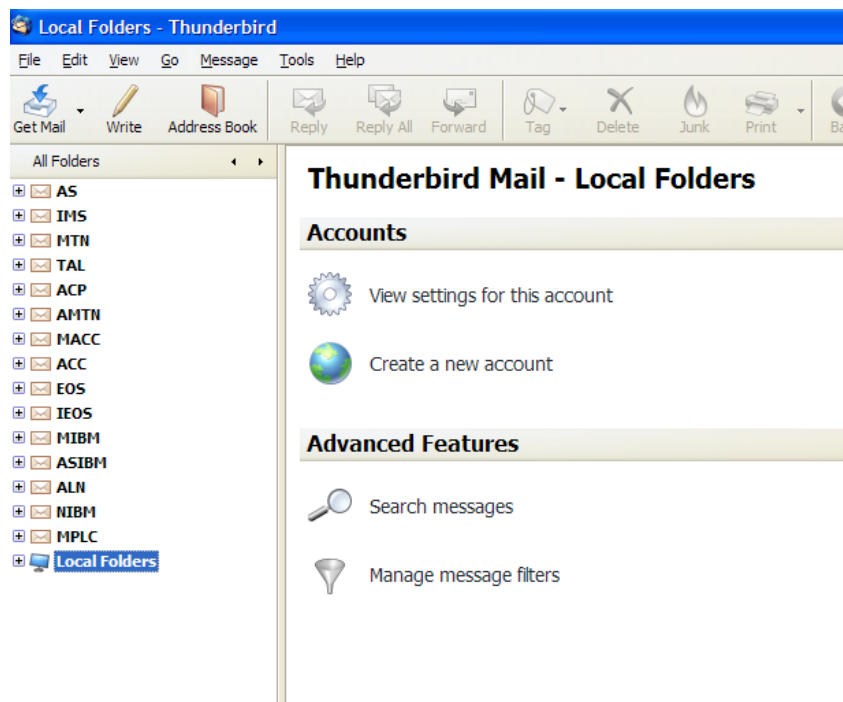 Local Folders - Thunderbird
File Edit View Go Message Tools Help
Get Mail Write Address Book Reply Reply All Forward Tag Delete Junk Print
All Folders
Thunderbird Mail - Local Folders
AS
IMS
MTN
TAL
ACP
AMTN
MACC
ACC
EOS
IEOS
MIBM
ASIBM
ALN
NIBM
MPLC
Local Folders
Accounts
View settings for this account
Create a new account
Advanced Features
Search messages
Manage message filters